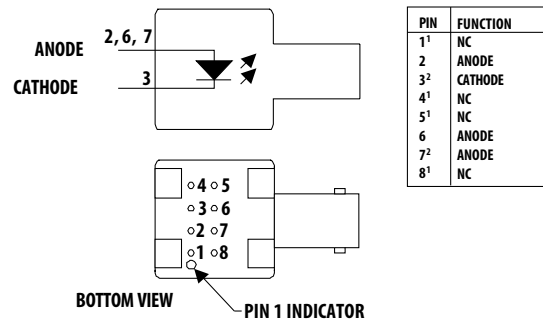 ANODE 2, 6, 7
CATHODE 3
4 5
3 6
2 7
1 8
BOTTOM VIEW
PIN 1 INDICATOR
PIN FUNCTION
1¹ NC
2 ANODE
3² CATHODE
4¹ NC
5¹ NC
6 ANODE
7² ANODE
8¹ NC